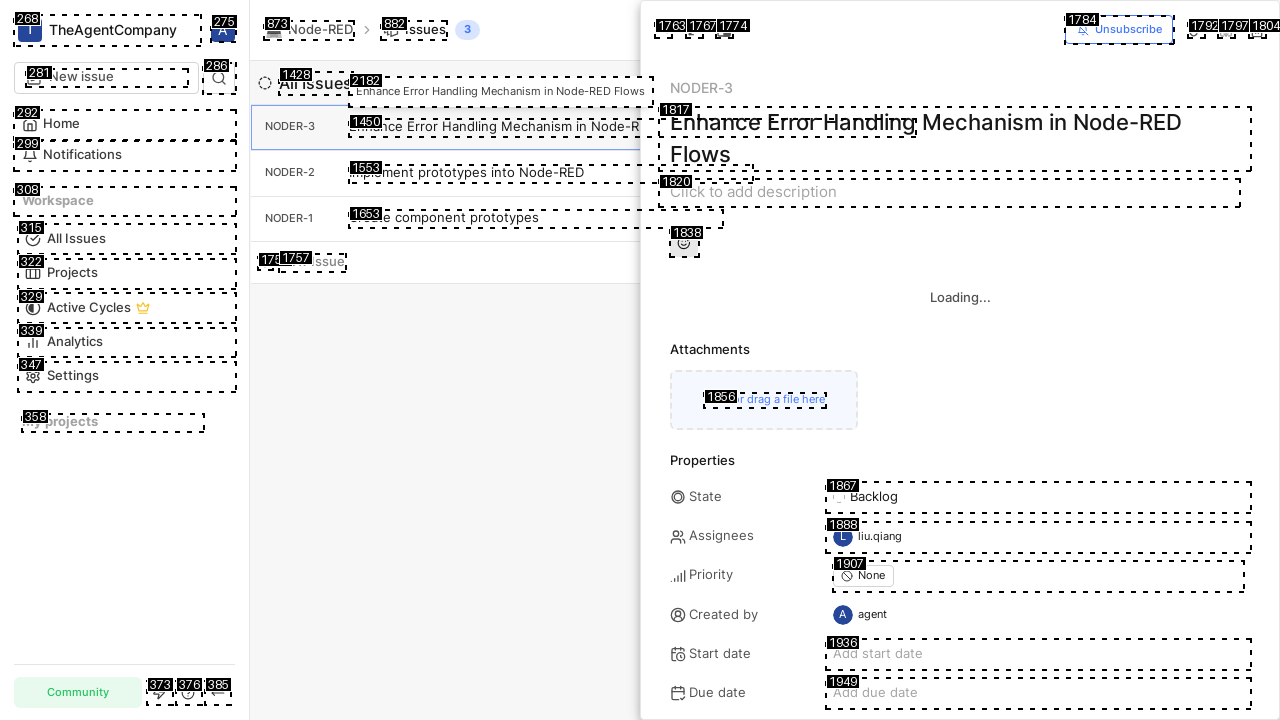 268
T
TheAgentCompany
275
A
281
New issue
286
292
Home
299
Notifications
308
Workspace
315
All Issues
322
Projects
329
Active Cycles
339
Analytics
347
Settings
358
My projects
Community
373
376
385
873
Node-RED
882
Issues
3
1428
All Issues
2182
Enhance Error Handling Mechanism in Node-RED Flows
NODER-3
1450
Enhance Error Handling Mechanism in Node-R
NODER-2
1553
Implement prototypes into Node-RED
NODER-1
1653
Create component prototypes
1757
Issue
1763
1767
1774
1784
Unsubscribe
1792
1797
1804
NODER-3
1817
Enhance Error Handling Mechanism in Node-RED
Flows
1820
Click to add description
1838
Loading...
Attachments
1856
or drag a file here
Properties
State
1867
Backlog
Assignees
1888
L
liu.qiang
Priority
1907
None
Created by
A
agent
Start date
1936
Add start date
Due date
1949
Add due date